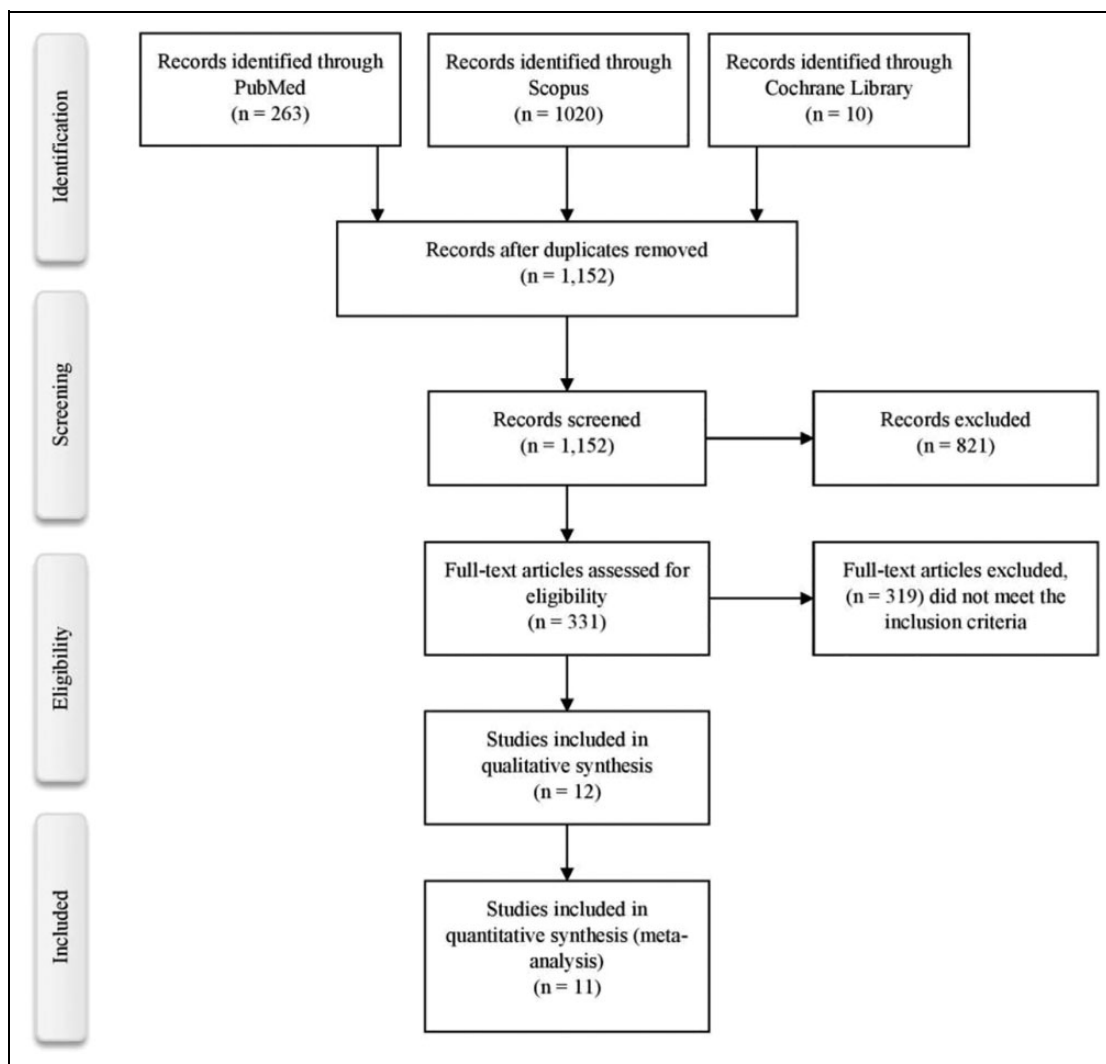 Identification
Records identified through
PubMed
(n = 263)
Records identified through
Scopus
(n = 1020)
Records identified through
Cochrane Library
(n = 10)
Records after duplicates removed
(n = 1,152)
Screening
Records screened
(n = 1,152)
Records excluded
(n = 821)
Eligibility
Full-text articles assessed for
eligibility
(n = 331)
Full-text articles excluded,
(n = 319) did not meet the
inclusion criteria
Studies included in
qualitative synthesis
(n = 12)
Included
Studies included in
quantitative synthesis (meta-
analysis)
(n = 11)